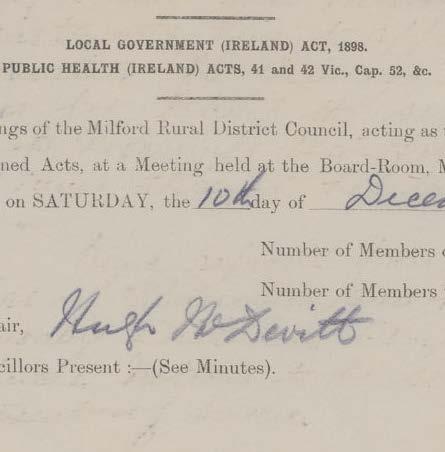 LOCAL GOVERNMENT (IRELAND) ACT, 1898.
PUBLIC HEALTH (IRELAND) ACTS, 41 and 42 Vic., Cap. 52, &c.
ngs of the Milford Rural District Council, acting as
ned Acts, at a Meeting held at the Board-Room, M
on SATURDAY, the 10th day of Decem
Number of Members
Number of Members
air, Hugh McDevitt
cillors Present :—(See Minutes).